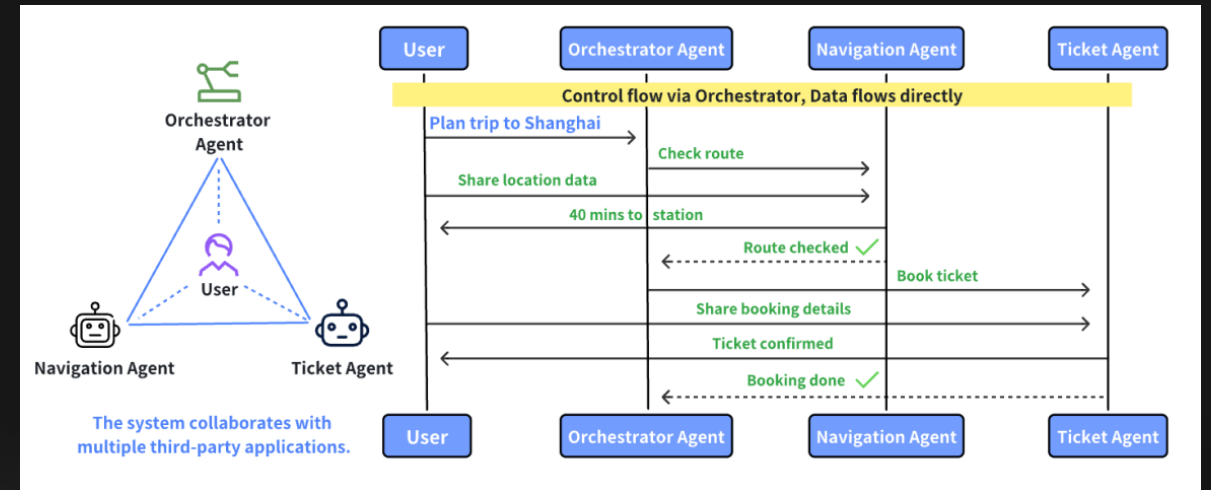 Orchestrator
Agent
User
Navigation Agent
Ticket Agent
The system collaborates with
multiple third-party applications.
User
Orchestrator Agent
Navigation Agent
Ticket Agent
Control flow via Orchestrator, Data flows directly
Plan trip to Shanghai
Check route
Share location data
40 mins to station
Route checked
Book ticket
Share booking details
Ticket confirmed
Booking done
User
Orchestrator Agent
Navigation Agent
Ticket Agent